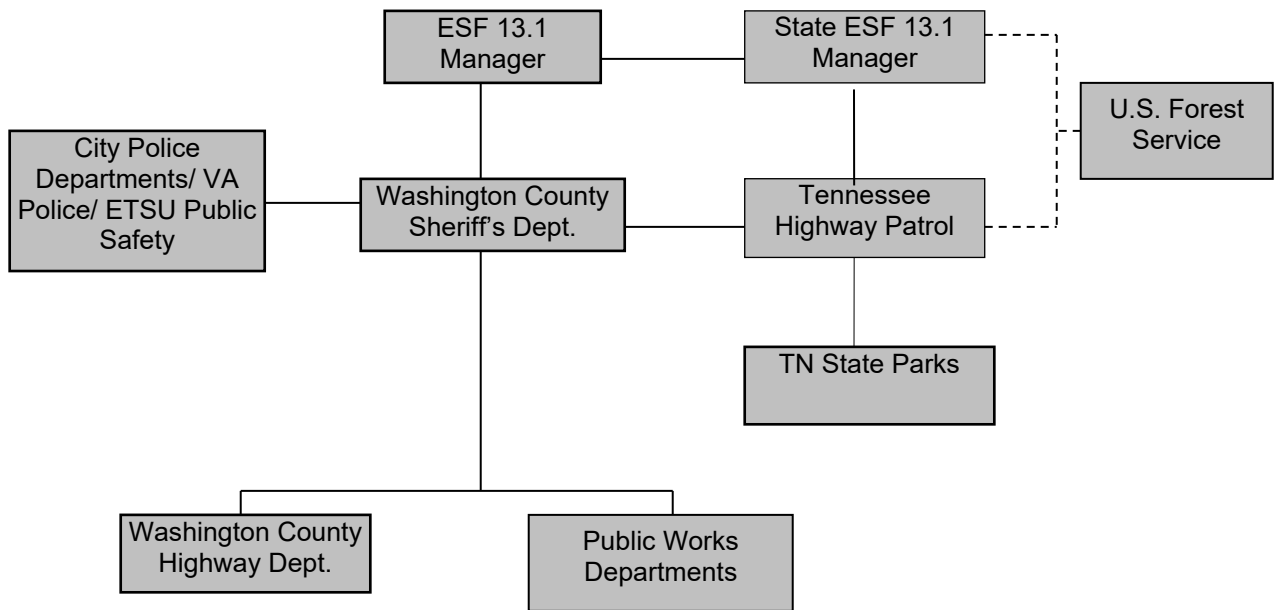 ESF 13.1
Manager
State ESF 13.1
Manager
U.S. Forest
Service
City Police
Departments/ VA
Police/ ETSU Public
Safety
Washington County
Sheriff’s Dept.
Tennessee
Highway Patrol
TN State Parks
Washington County
Highway Dept.
Public Works
Departments